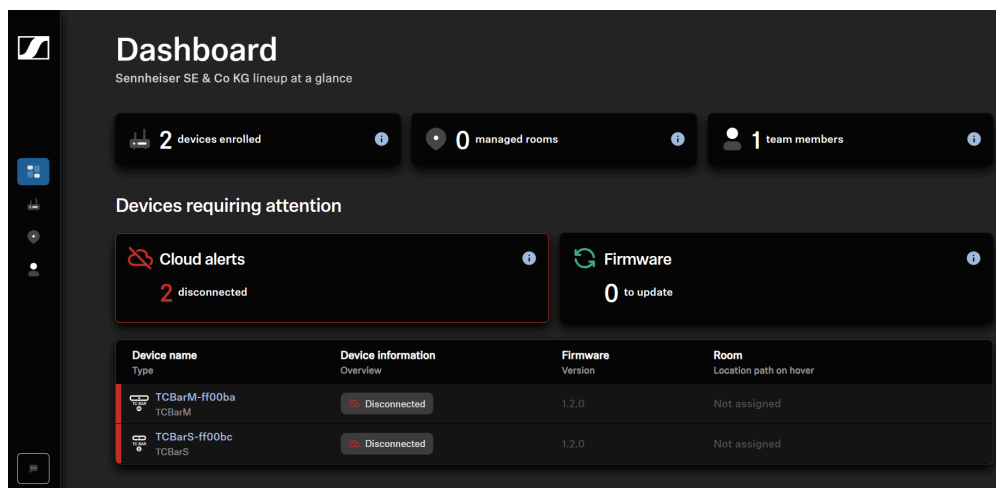 Dashboard
Sennheiser SE & Co KG lineup at a glance
2 devices enrolled
0 managed rooms
1 team members
Devices requiring attention
Cloud alerts
2 disconnected
Firmware
0 to update
Device name Device information Firmware Room
Type Overview Version Location path on hover
TCBarM-ff00ba Disconnected 1.2.0 Not assigned
TCBarM
TCBarS-ff00bc Disconnected 1.2.0 Not assigned
TCBarS